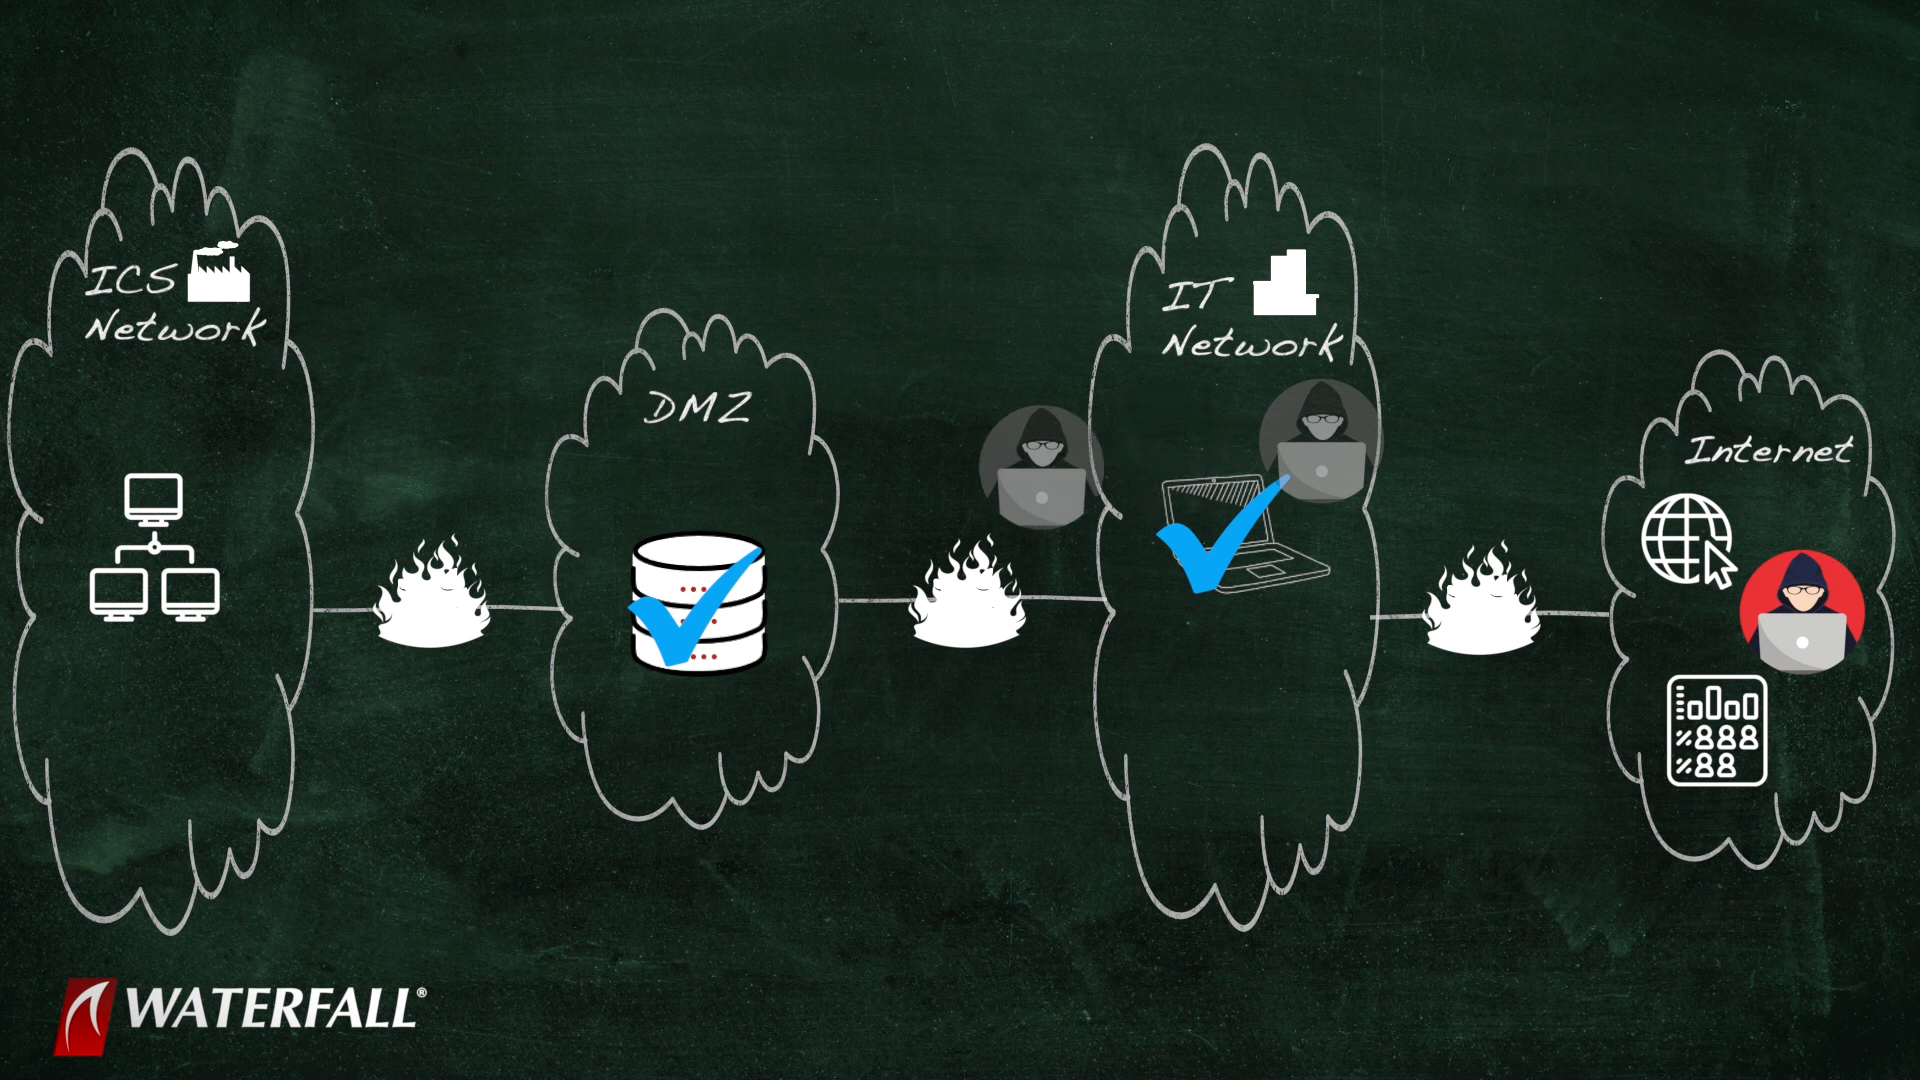 ICS
Network
DMZ
IT
Network
Internet
WATERFALL®